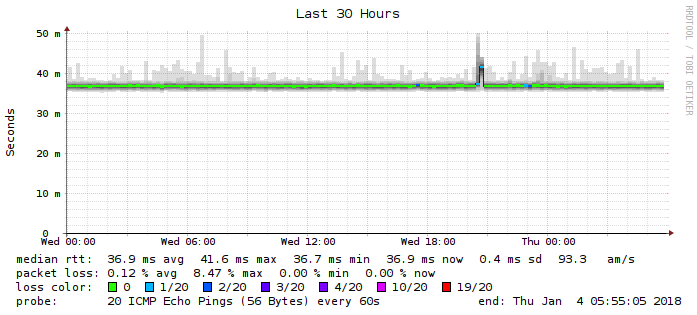 Last 30 Hours
RRDTOOL / TOBI OETIKER
Seconds
50 m
40 m
30 m
20 m
10 m
0
Wed 00:00 Wed 06:00 Wed 12:00 Wed 18:00 Thu 00:00
median rtt: 36.9 ms avg 41.6 ms max 36.7 ms min 36.9 ms now 0.4 ms sd 93.3 am/s
packet loss: 0.12 % avg 8.47 % max 0.00 % min 0.00 % now
loss color: 0 1/20 2/20 3/20 4/20 10/20 19/20
probe: 20 ICMP Echo Pings (56 Bytes) every 60s end: Thu Jan 4 05:55:05 2018